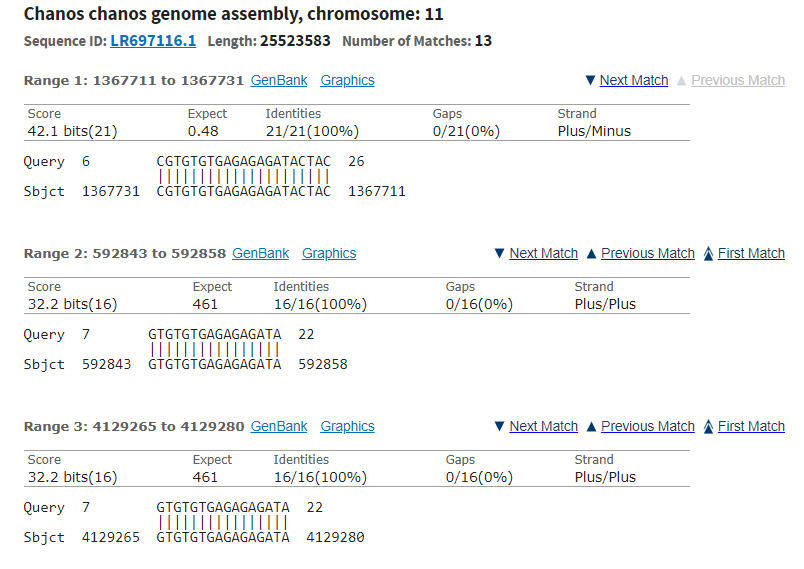 Chanos chanos genome assembly, chromosome: 11
Sequence ID: LR697116.1 Length: 25523583 Number of Matches: 13
Range 1: 1367711 to 1367731 GenBank Graphics ▼ Next Match ▲ Previous Match
Score Expect Identities Gaps Strand
42.1 bits(21) 0.48 21/21(100%) 0/21(0%) Plus/Minus
Query 6 CGTGTGTGAGAGAGATACTAC 26
|||||||||||||||||||||
Sbjct 1367731 CGTGTGTGAGAGAGATACTAC 1367711
Range 2: 592843 to 592858 GenBank Graphics ▼ Next Match ▲ Previous Match First Match
Score Expect Identities Gaps Strand
32.2 bits(16) 461 16/16(100%) 0/16(0%) Plus/Plus
Query 7 GTGTGTGAGAGAGATA 22
||||||||||||||||
Sbjct 592843 GTGTGTGAGAGAGATA 592858
Range 3: 4129265 to 4129280 GenBank Graphics ▼ Next Match ▲ Previous Match First Match
Score Expect Identities Gaps Strand
32.2 bits(16) 461 16/16(100%) 0/16(0%) Plus/Plus
Query 7 GTGTGTGAGAGAGATA 22
||||||||||||||||
Sbjct 4129265 GTGTGTGAGAGAGATA 4129280